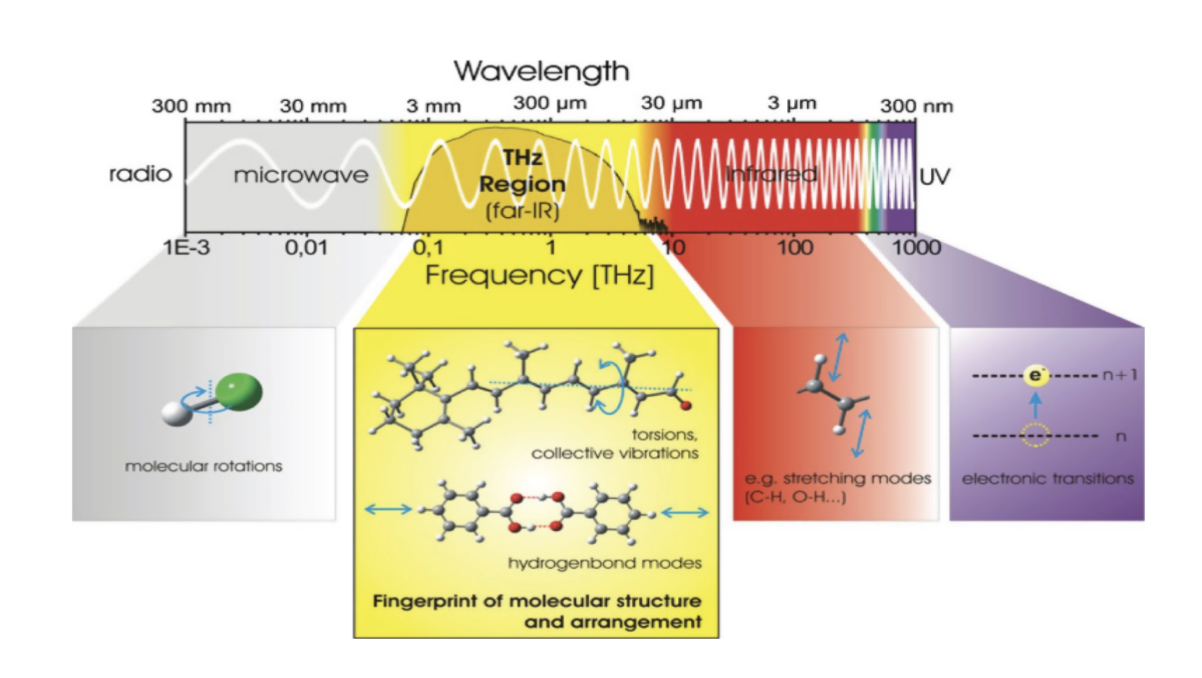 Wavelength
300 mm 30 mm 3 mm 300 µm 30 µm 3 µm 300 nm
radio microwave THz Region (far-IR) Infrared UV
1E-3 0,01 0,1 1 10 100 1000
Frequency [THz]
molecular rotations
torsions,
collective vibrations
hydrogenbond modes
Fingerprint of molecular structure
and arrangement
e.g. stretching modes
(C-H, O-H...)
e- n+1
n
electronic transitions